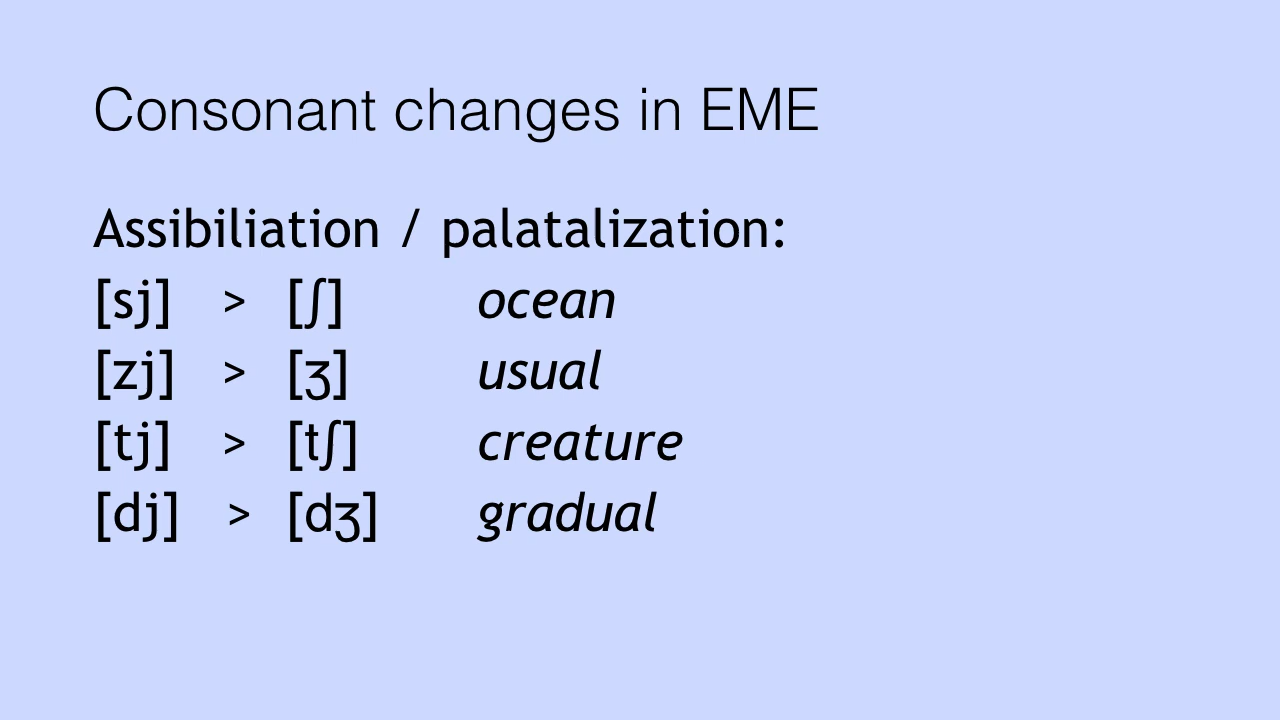 Consonant changes in EME
Assibiliation / palatalization:
[sj] > [ʃ] ocean
[zj] > [ʒ] usual
[tj] > [tʃ] creature
[dj] > [dʒ] gradual